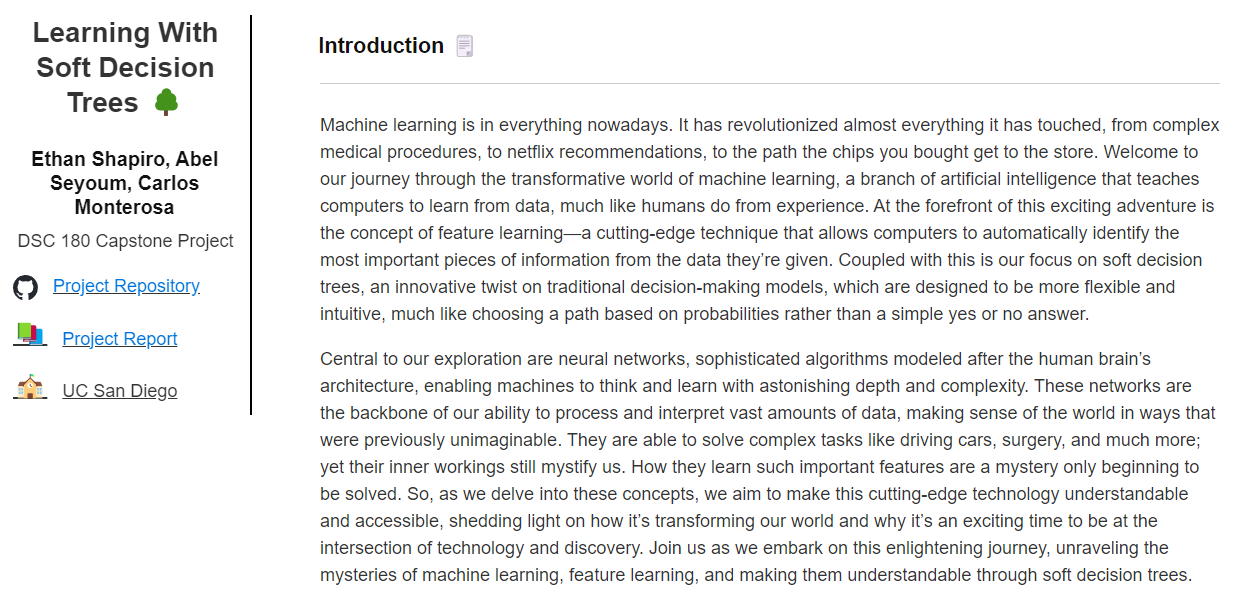 Learning With
Soft Decision
Trees
Ethan Shapiro, Abel
Seyoum, Carlos
Monterosa
DSC 180 Capstone Project
Project Repository
Project Report
UC San Diego
Introduction
Machine learning is in everything nowadays. It has revolutionized almost everything it has touched, from complex
medical procedures, to netflix recommendations, to the path the chips you bought get to the store. Welcome to
our journey through the transformative world of machine learning, a branch of artificial intelligence that teaches
computers to learn from data, much like humans do from experience. At the forefront of this exciting adventure is
the concept of feature learning—a cutting-edge technique that allows computers to automatically identify the
most important pieces of information from the data they’re given. Coupled with this is our focus on soft decision
trees, an innovative twist on traditional decision-making models, which are designed to be more flexible and
intuitive, much like choosing a path based on probabilities rather than a simple yes or no answer.
Central to our exploration are neural networks, sophisticated algorithms modeled after the human brain’s
architecture, enabling machines to think and learn with astonishing depth and complexity. These networks are
the backbone of our ability to process and interpret vast amounts of data, making sense of the world in ways that
were previously unimaginable. They are able to solve complex tasks like driving cars, surgery, and much more;
yet their inner workings still mystify us. How they learn such important features are a mystery only beginning to
be solved. So, as we delve into these concepts, we aim to make this cutting-edge technology understandable
and accessible, shedding light on how it’s transforming our world and why it’s an exciting time to be at the
intersection of technology and discovery. Join us as we embark on this enlightening journey, unraveling the
mysteries of machine learning, feature learning, and making them understandable through soft decision trees.